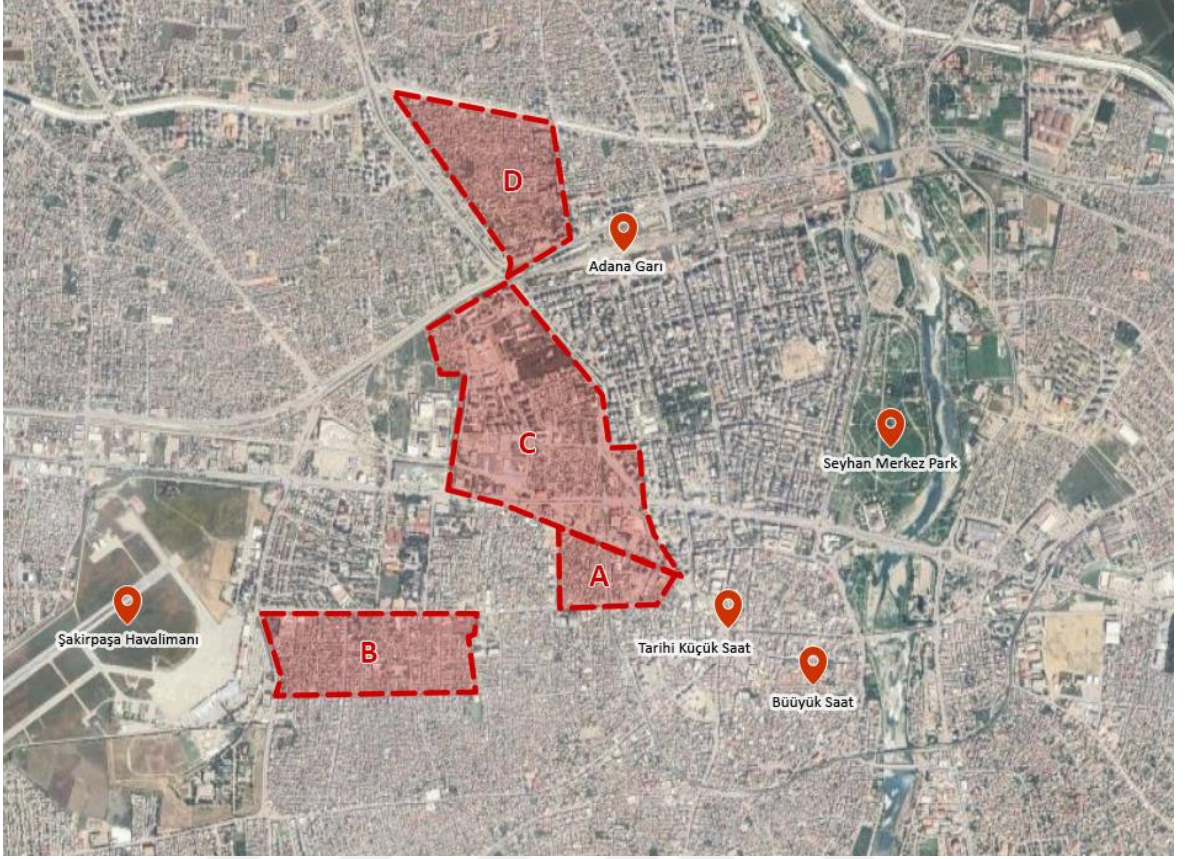 D
Adana Garı
C
Seyhan Merkez Park
A
Şakirpaşa Havalimanı
Tarihi Küçük Saat
B
Büüyük Saat